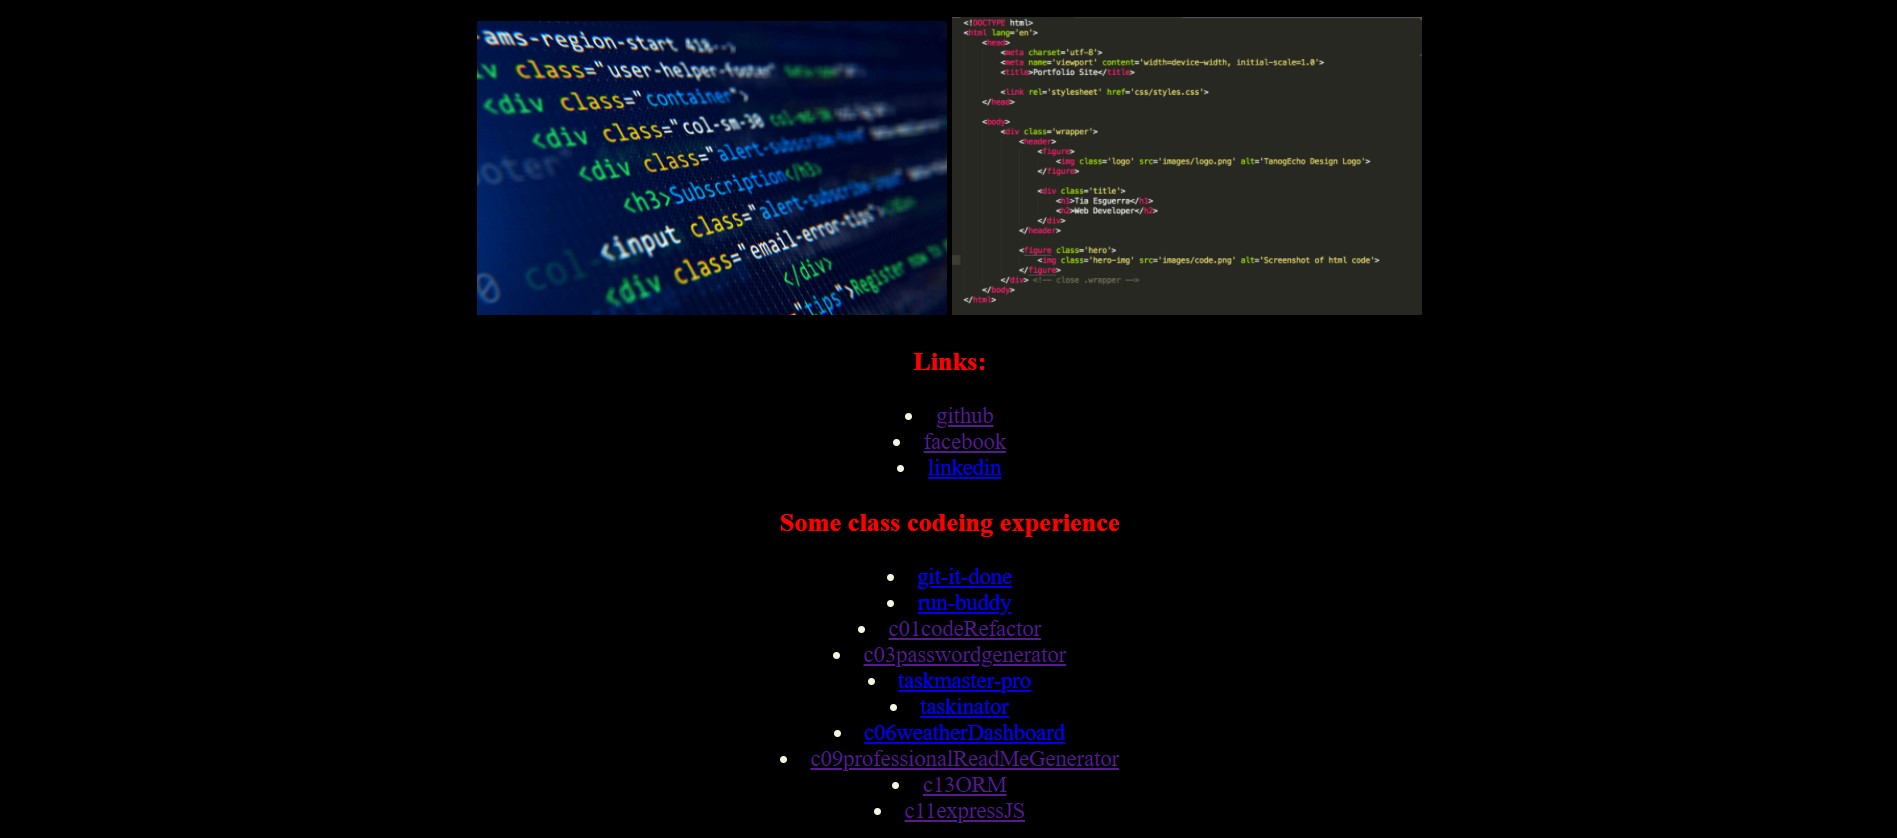 -ams-region-start
class="user-helper-footer"
<div class="container">
<div class="col-sm-30
<div class="alert-subscribe-form"
<h3>Subscription</h3>
<input class="alert-subscribe-input"
<div class="email-error-tips">
</div>
"tips">Register now to
<!DOCTYPE html>
<html lang='en'>
<head>
<meta charset='utf-8'>
<meta name='viewport' content='width=device-width, initial-scale=1.0'>
<title>Portfolio Site</title>
<link rel='stylesheet' href='css/styles.css'>
</head>
<body>
<div class='wrapper'>
<header>
<figure>
<img class='logo' src='images/logo.png' alt='TanogEcho Design Logo'>
</figure>
<div class='title'>
<h1>Tia Esguerra</h1>
<h2>Web Developer</h2>
</div>
</header>
<figure class='hero'>
<img class='hero-img' src='images/code.png' alt='Screenshot of html code'>
</figure>
</div> <!-- close .wrapper -->
</body>
</html>
Links:
github
facebook
linkedin
Some class codeing experience
git-it-done
run-buddy
c01codeRefactor
c03passwordgenerator
taskmaster-pro
taskinator
c06weatherDashboard
c09professionalReadMeGenerator
c13ORM
c11expressJS